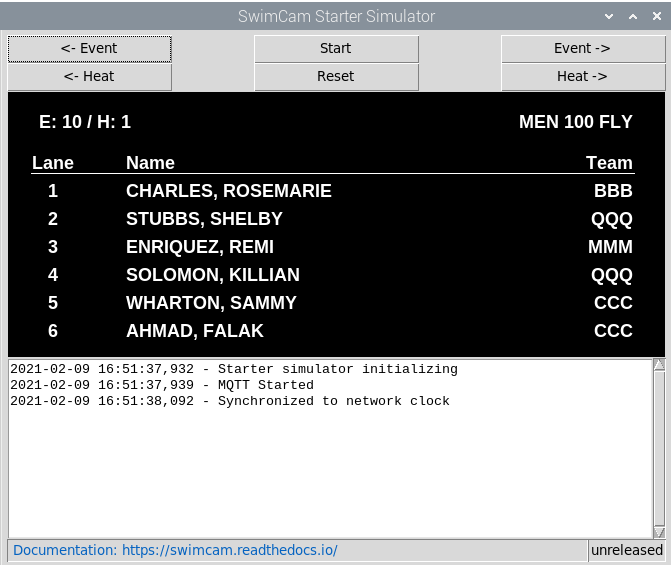 SwimCam Starter Simulator
<- Event Start Event ->
<- Heat Reset Heat ->
E: 10 / H: 1 MEN 100 FLY
Lane Name Team
1 CHARLES, ROSEMARIE BBB
2 STUBBS, SHELBY QQQ
3 ENRIQUEZ, REMI MMM
4 SOLOMON, KILLIAN QQQ
5 WHARTON, SAMMY CCC
6 AHMAD, FALAK CCC
2021-02-09 16:51:37,932 - Starter simulator initializing
2021-02-09 16:51:37,939 - MQTT Started
2021-02-09 16:51:38,092 - Synchronized to network clock
Documentation: https://swimcam.readthedocs.io/ unreleased